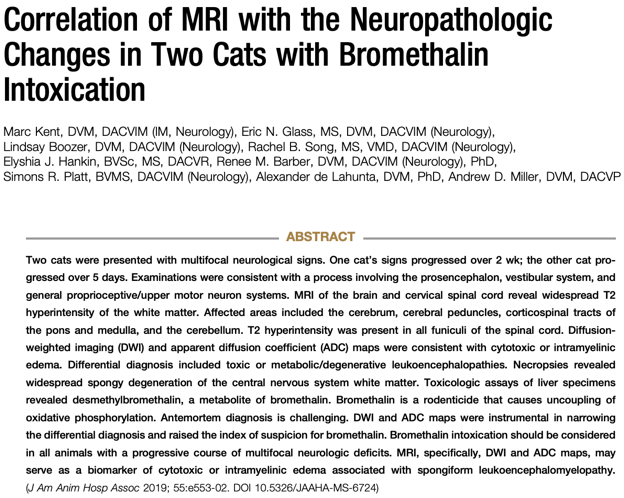 Correlation of MRI with the Neuropathologic
Changes in Two Cats with Bromethalin
Intoxication
Marc Kent, DVM, DACVIM (IM, Neurology), Eric N. Glass, MS, DVM, DACVIM (Neurology),
Lindsay Boozer, DVM, DACVIM (Neurology), Rachel B. Song, MS, VMD, DACVIM (Neurology),
Elyshia J. Hankin, BVSc, MS, DACVR, Renee M. Barber, DVM, DACVIM (Neurology), PhD,
Simons R. Platt, BVMS, DACVIM (Neurology), Alexander de Lahunta, DVM, PhD, Andrew D. Miller, DVM, DACVP
ABSTRACT
Two cats were presented with multifocal neurological signs. One cat's signs progressed over 2 wk; the other cat pro-
gressed over 5 days. Examinations were consistent with a process involving the prosencephalon, vestibular system, and
general proprioceptive/upper motor neuron systems. MRI of the brain and cervical spinal cord reveal widespread T2
hyperintensity of the white matter. Affected areas included the cerebrum, cerebral peduncles, corticospinal tracts of
the pons and medulla, and the cerebellum. T2 hyperintensity was present in all funiculi of the spinal cord. Diffusion-
weighted imaging (DWI) and apparent diffusion coefficient (ADC) maps were consistent with cytotoxic or intramyelinic
edema. Differential diagnosis included toxic or metabolic/degenerative leukoencephalopathies. Necropsies revealed
widespread spongy degeneration of the central nervous system white matter. Toxicologic assays of liver specimens
revealed desmethylbromethalin, a metabolite of bromethalin. Bromethalin is a rodenticide that causes uncoupling of
oxidative phosphorylation. Antemortem diagnosis is challenging. DWI and ADC maps were instrumental in narrowing
the differential diagnosis and raised the index of suspicion for bromethalin. Bromethalin intoxication should be considered
in all animals with a progressive course of multifocal neurologic deficits. MRI, specifically, DWI and ADC maps, may
serve as a biomarker of cytotoxic or intramyelinic edema associated with spongiform leukoencephalomyelopathy.
(J Am Anim Hosp Assoc 2019; 55:e553-02. DOI 10.5326/JAAHA-MS-6724)